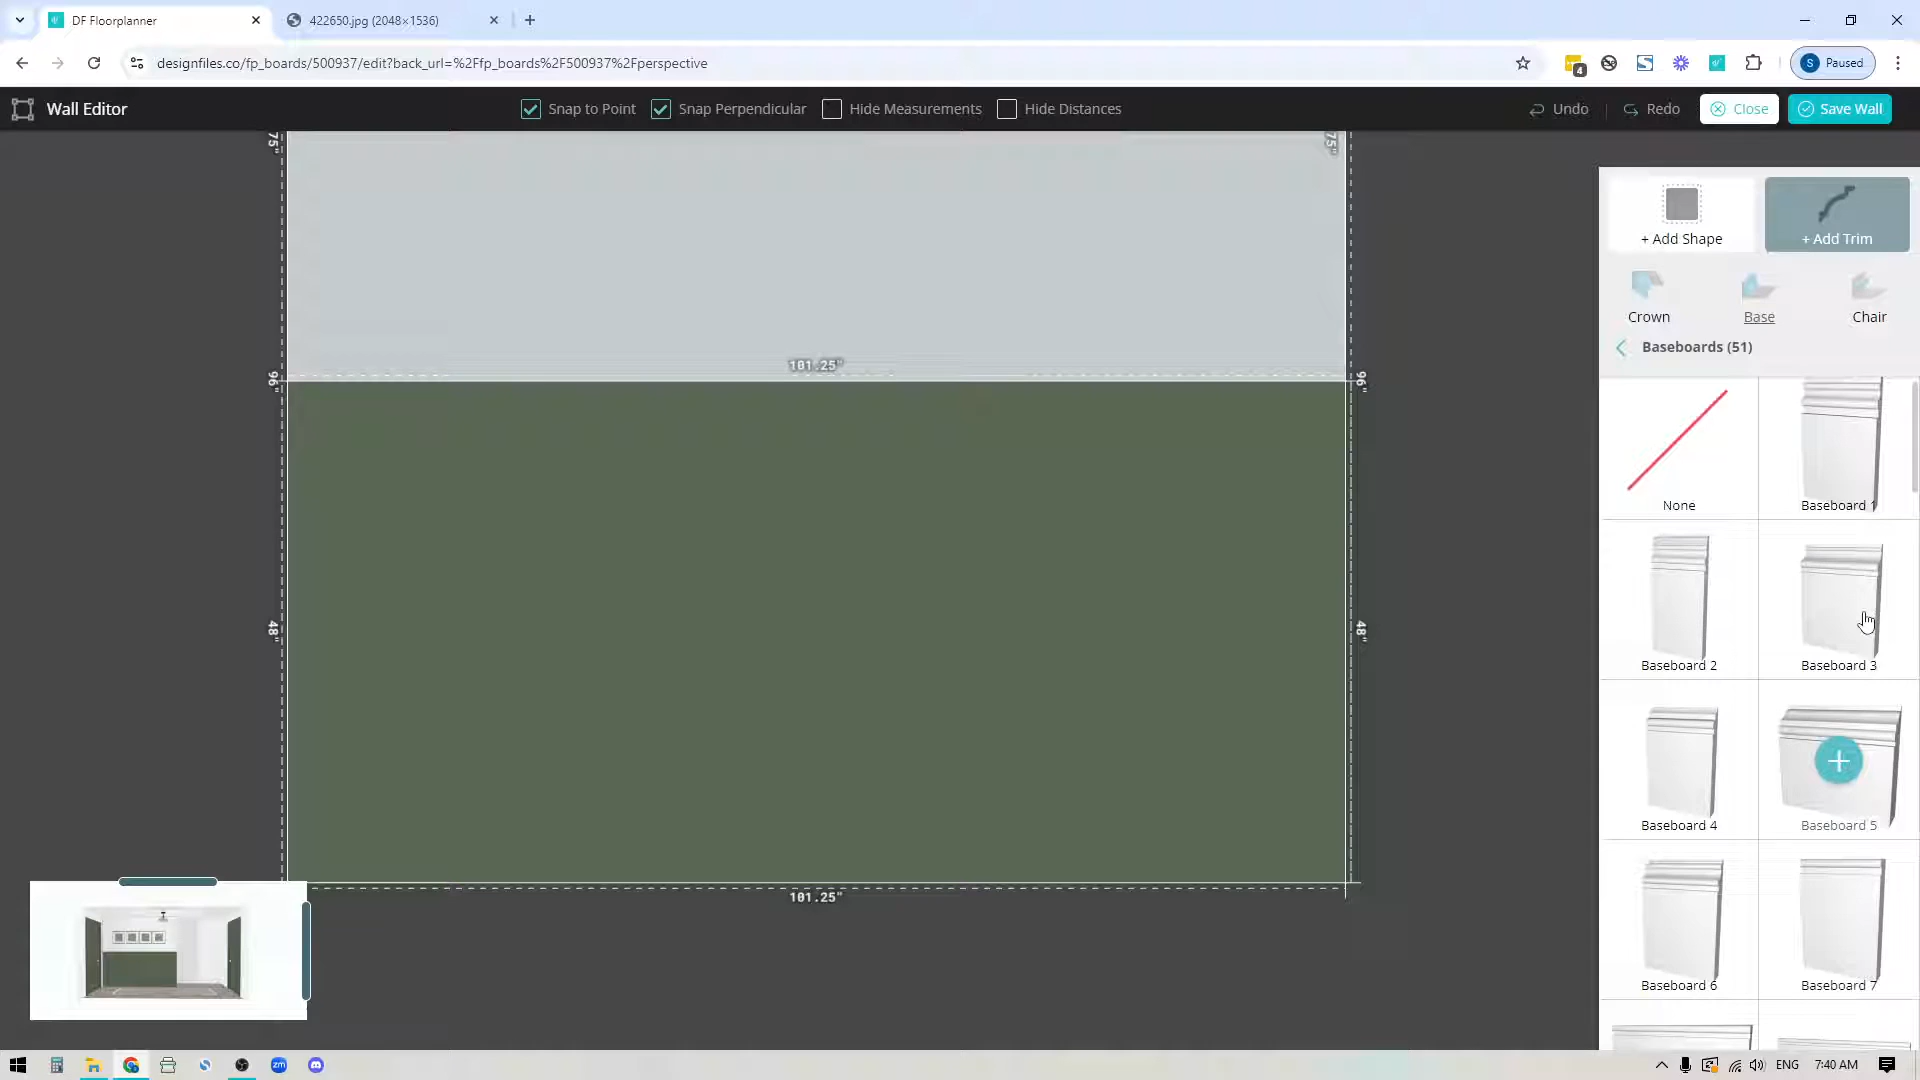 DF Floorplanner
422650.jpg (2048×1536)
designfiles.co/fp_boards/500937/edit?back_url=%2Ffp_boards%2F500937%2Fperspective
4
S Paused
Wall Editor
Snap to Point
Snap Perpendicular
Hide Measurements
Hide Distances
Undo
Redo
Close
Save Wall
75"
75"
+ Add Shape
+ Add Trim
Crown
Base
Chair
Baseboards (51)
101.25"
96"
96"
None
Baseboard 1
48"
48"
Baseboard 2
Baseboard 3
Baseboard 4
Baseboard 5
101.25"
Baseboard 6
Baseboard 7
zm
ENG
7:40 AM